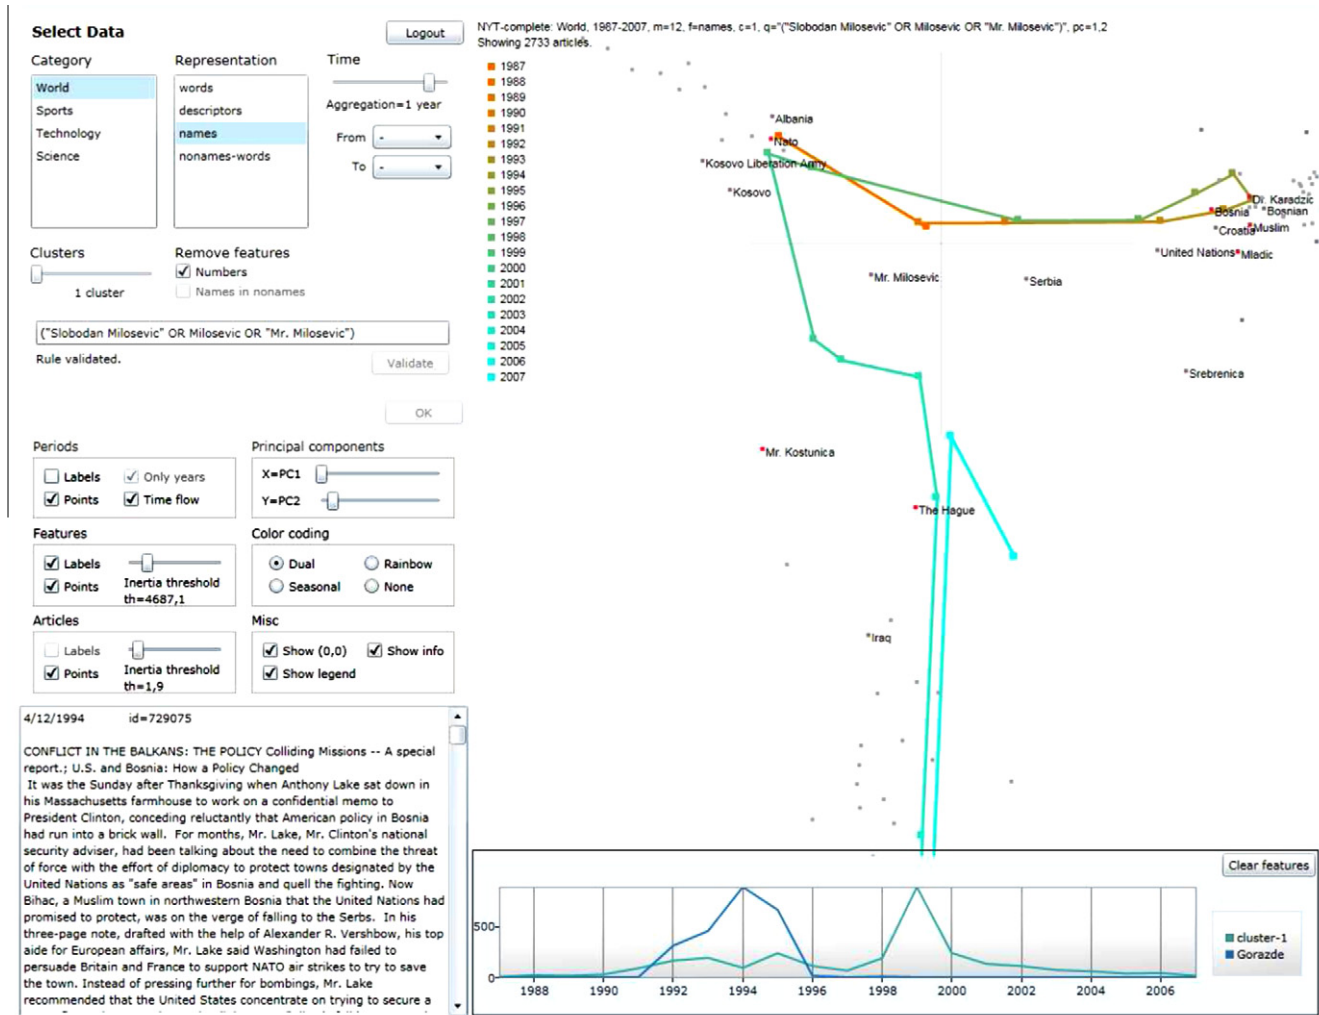 Select Data
Logout
Category
Representation
Time
World
Sports
Technology
Science
words
descriptors
names
nonames-words
Aggregation=1 year
From -
To -
Clusters
1 cluster
Remove features
Numbers
Names in nonames
("Slobodan Milosevic" OR Milosevic OR "Mr. Milosevic")
Rule validated.
Validate
OK
Periods
Labels
Only years
Points
Time flow
Principal components
X=PC1
Y=PC2
Features
Labels
Points
Inertia threshold
th=4687,1
Color coding
Dual
Rainbow
Seasonal
None
Articles
Labels
Points
Inertia threshold
th=1,9
Misc
Show (0,0)
Show info
Show legend
4/12/1994 id=729075
CONFLICT IN THE BALKANS: THE POLICY Colliding Missions -- A special
report.; U.S. and Bosnia: How a Policy Changed
It was the Sunday after Thanksgiving when Anthony Lake sat down in
his Massachusetts farmhouse to work on a confidential memo to
President Clinton, conceding reluctantly that American policy in Bosnia
had run into a brick wall. For months, Mr. Lake, Mr. Clinton's national
security adviser, had been talking about the need to combine the threat
of force with the effort of diplomacy to protect towns designated by the
United Nations as "safe areas" in Bosnia and quell the fighting. Now
Bihac, a Muslim town in northwestern Bosnia that the United Nations had
promised to protect, was on the verge of falling to the Serbs. In his
three-page note, drafted with the help of Alexander R. Vershbow, his top
aide for European affairs, Mr. Lake said Washington had failed to
persuade Britain and France to support NATO air strikes to try to save
the town. Instead of pressing further for bombings, Mr. Lake
recommended that the United States concentrate on trying to secure a
NYT-complete: World, 1987-2007, m=12, f=names, c=1, q="("Slobodan Milosevic" OR Milosevic OR "Mr. Milosevic")", pc=1,2
Showing 2733 articles.
1987
1988
1989
1990
1991
1992
1993
1994
1995
1996
1997
1998
1999
2000
2001
2002
2003
2004
2005
2006
2007
Albania
Nato
Kosovo Liberation Army
Kosovo
Dr. Karadzic
Bosnia
Bosnian
Croatia
Muslim
United Nations
Mladic
Mr. Milosevic
Serbia
Srebrenica
Mr. Kostunica
The Hague
Iraq
Clear features
500
0
1988
1990
1992
1994
1996
1998
2000
2002
2004
2006
cluster-1
Gorazde